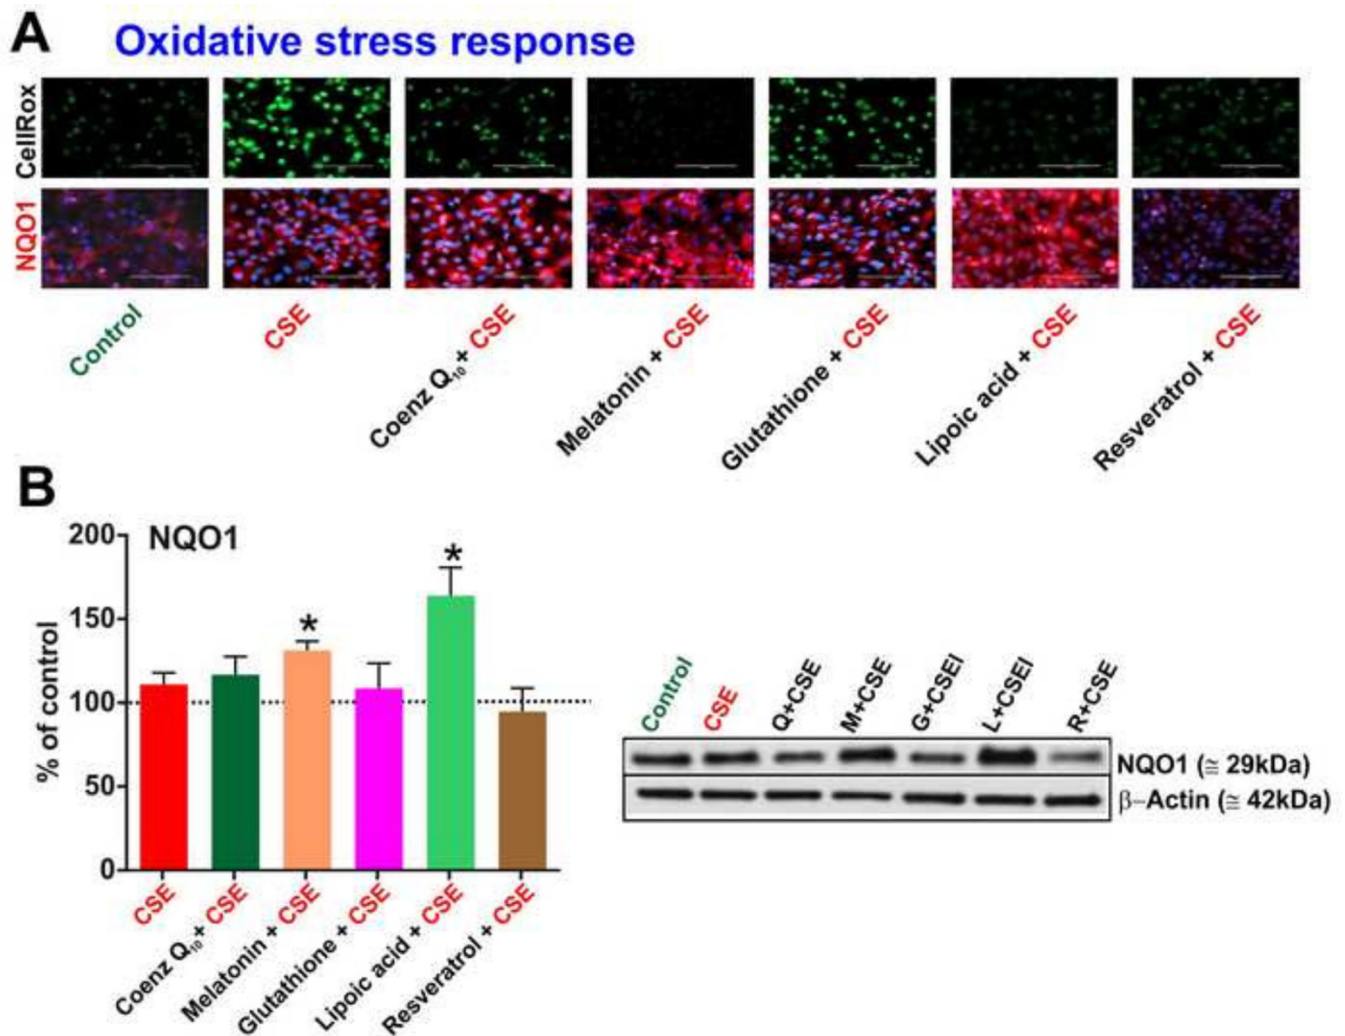 A
Oxidative stress response
CellRox
NQO1
Control
CSE
Coenz Q₁₀+ CSE
Melatonin + CSE
Glutathione + CSE
Lipoic acid + CSE
Resveratrol + CSE
B
NQO1
% of control
200
150
100
50
0
*
*
CSE
Coenz Q₁₀+ CSE
Melatonin + CSE
Glutathione + CSE
Lipoic acid + CSE
Resveratrol + CSE
Control
CSE
Q+CSE
M+CSE
G+CSEI
L+CSEI
R+CSE
NQO1 (≅ 29kDa)
β–Actin (≅ 42kDa)